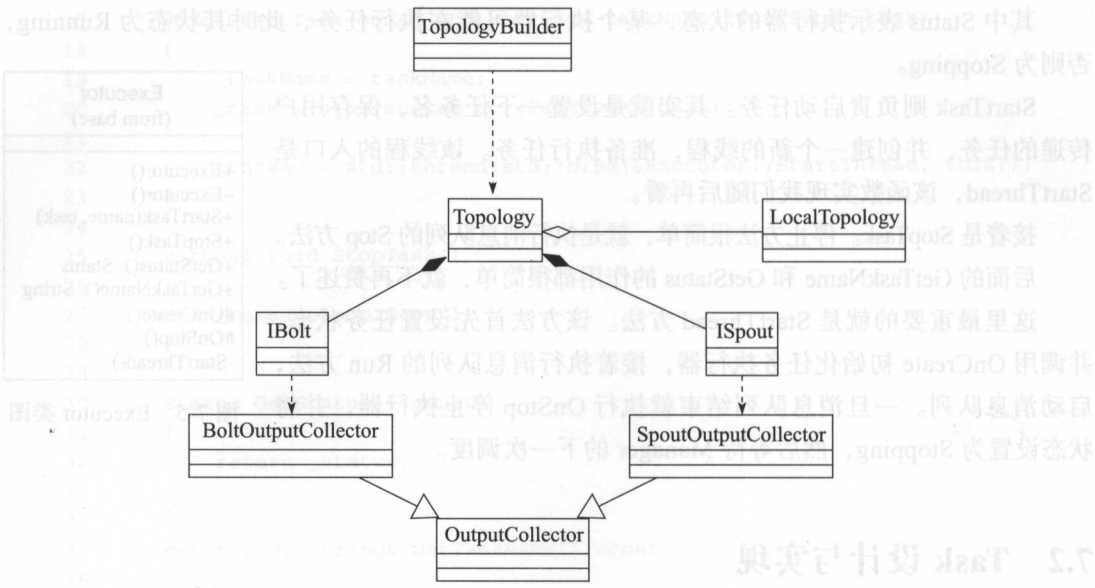 TopologyBuilder
Topology
LocalTopology
IBolt
ISpout
BoltOutputCollector
SpoutOutputCollector
OutputCollector
其中 Status 表示执行器的状态,某个执行器可能在执行任务,此时其状态为 Running,
否则为 Stopping。
StartTask 则负责启动任务。其实就是设置一下任务名,保存用户
传递的任务,并创建一个新的线程,准备执行任务。该线程的入口是
StartThread,该函数实现我们随后再看。
接着是 StopTask。停止方法很简单,就是执行消息队列的 Stop 方法。
后面的 GetTaskName 和 GetStatus 的作用都很简单,就不再赘述了。
这里最重要的就是 StartThread 方法。该方法首先设置任务状态
并调用 OnCreate 初始化任务执行器,接着执行消息队列的 Run 方法,
启动消息队列。一旦消息队列结束就执行 OnStop 停止执行器,
状态设置为 Stopping,然后等待 Manager 的下一次调度。
Executor
(from base)
+Executor()
~Executor()
+StartTask(name, task)
+StopTask()
+GetStatus() Status
+GetTaskName() String
#OnCreate()
#OnStop()
-StartThread()
图 7-5 Executor 类图
7.2 Task 设计与实现